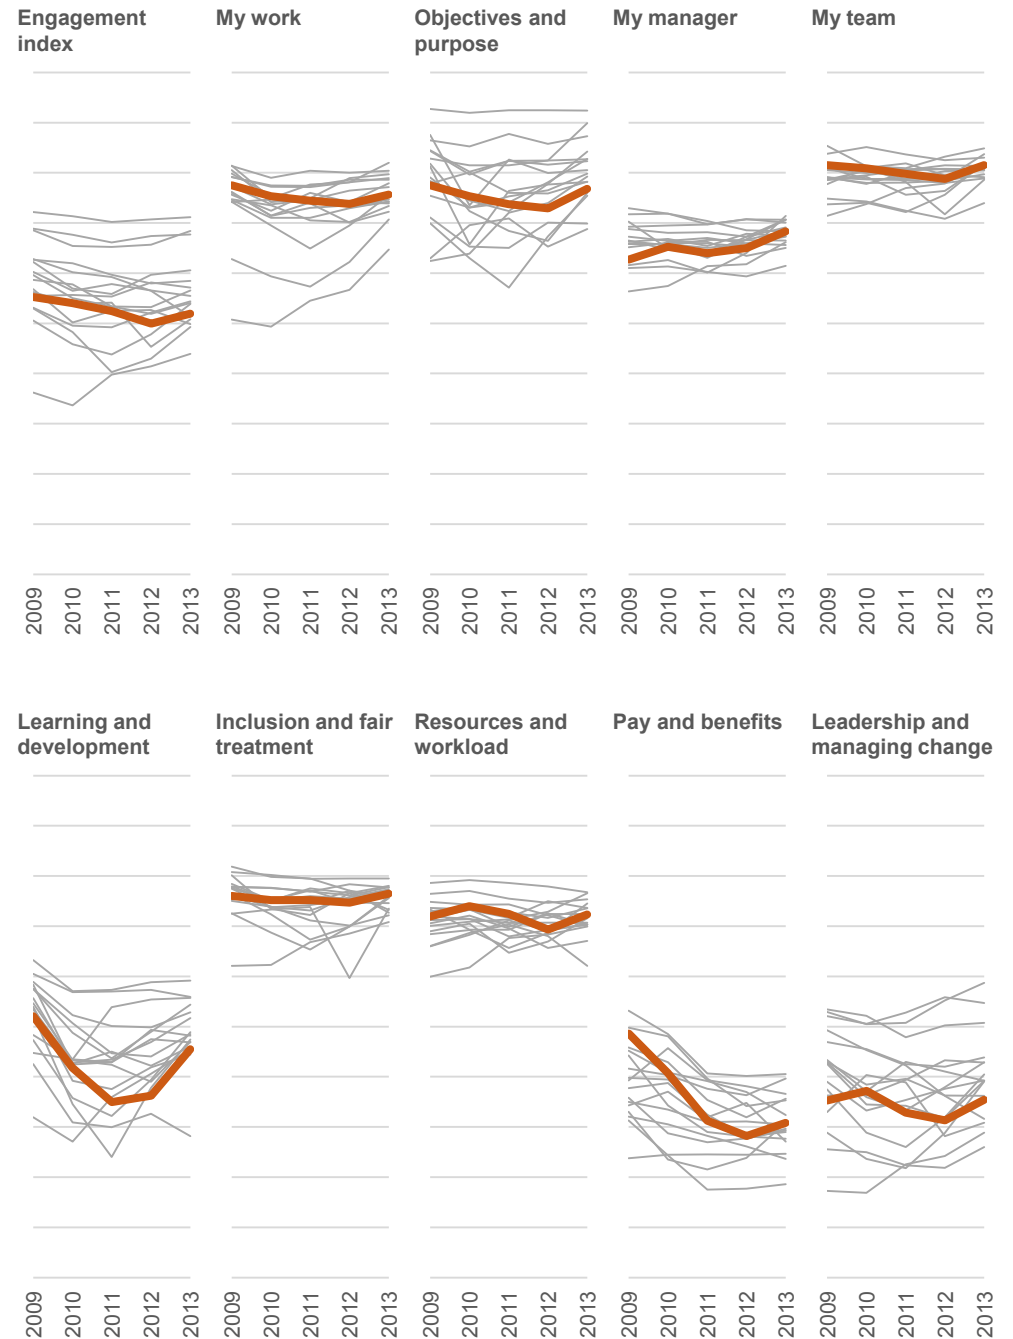 Engagement index
My work
Objectives and purpose
My manager
My team
2009 2010 2011 2012 2013
2009 2010 2011 2012 2013
2009 2010 2011 2012 2013
2009 2010 2011 2012 2013
2009 2010 2011 2012 2013
Learning and development
Inclusion and fair treatment
Resources and workload
Pay and benefits
Leadership and managing change
2009 2010 2011 2012 2013
2009 2010 2011 2012 2013
2009 2010 2011 2012 2013
2009 2010 2011 2012 2013
2009 2010 2011 2012 2013